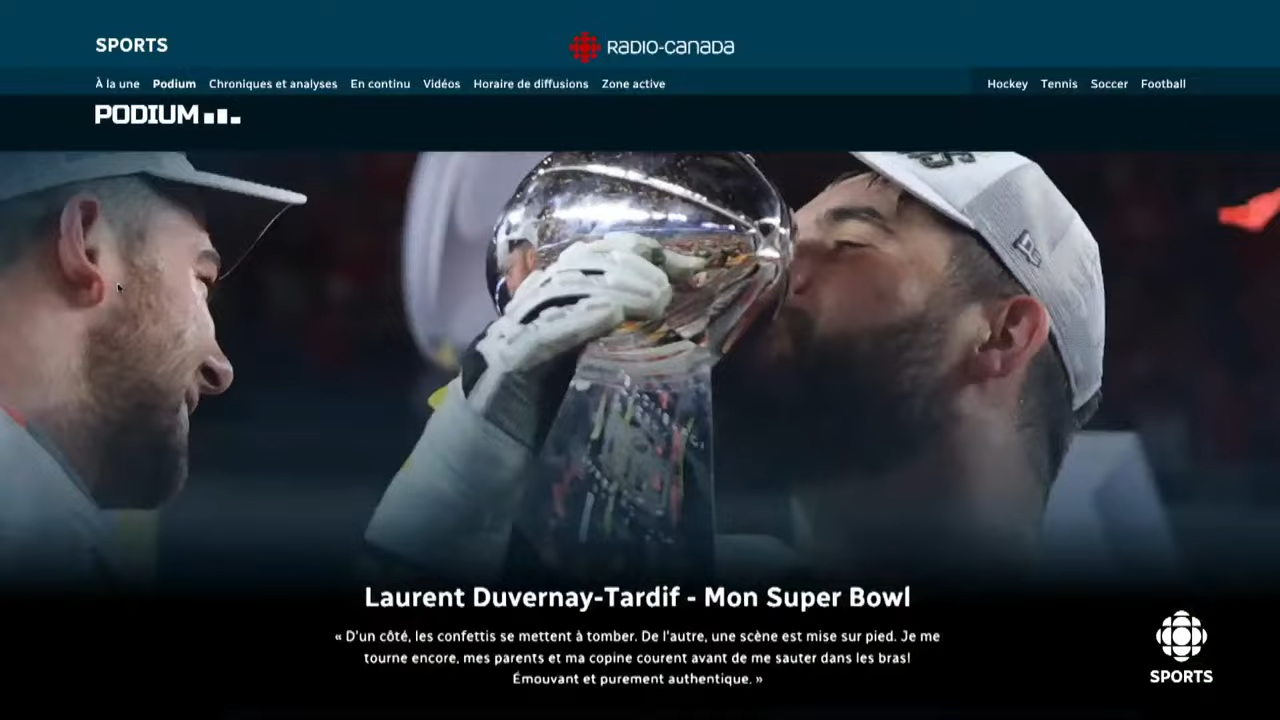 SPORTS
RADIO-CANADA
À la une Podium Chroniques et analyses En continu Vidéos Horaire de diffusions Zone active
Hockey Tennis Soccer Football
PODIUM
Laurent Duvernay-Tardif - Mon Super Bowl
« D'un côté, les confettis se mettent à tomber. De l'autre, une scène est mise sur pied. Je me
tourne encore, mes parents et ma copine courent avant de me sauter dans les bras!
Émouvant et purement authentique. »
SPORTS